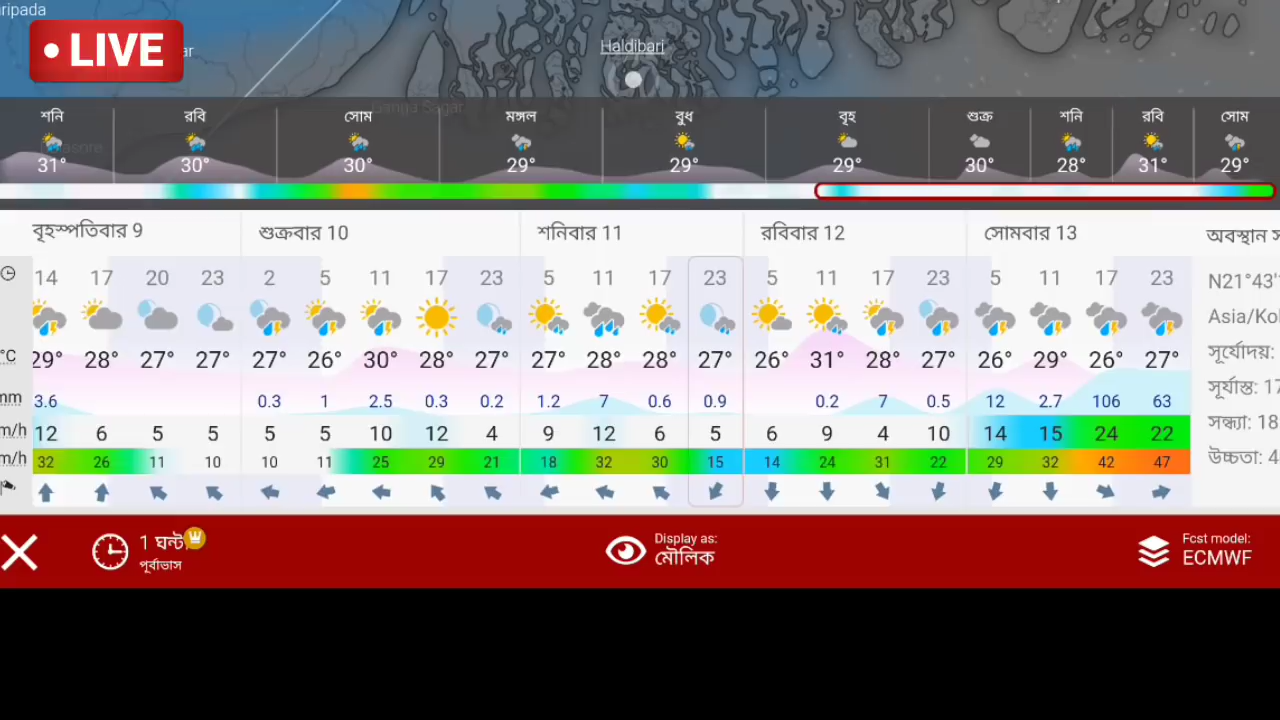 ripada
• LIVE
ar
Haldibari
Ganga Sagar
শনি রবি সোম মঙ্গল বুধ বৃহ শুক্র শনি রবি সোম
31° 30° 30° 29° 29° 29° 30° 28° 31° 29°
বৃহস্পতিবার 9 শুক্রবার 10 শনিবার 11 রবিবার 12 সোমবার 13 অবস্থান স
14 17 20 23 2 5 11 17 23 5 11 17 23 5 11 17 23 5 11 17 23 N21°43'
Asia/Kol
°C 29° 28° 27° 27° 27° 26° 30° 28° 27° 27° 28° 28° 27° 26° 31° 28° 27° 26° 29° 26° 27° সূর্যোদয়:
mm 3.6 0.3 1 2.5 0.3 0.2 1.2 7 0.6 0.9 0.2 7 0.5 12 2.7 106 63 সূর্যাস্ত: 17
m/h 12 6 5 5 5 5 10 12 4 9 12 6 5 6 9 4 10 14 15 24 22 সন্ধ্যা: 18
m/h 32 26 11 10 10 11 25 29 21 18 32 30 15 14 24 31 22 29 32 42 47 উচ্চতা: 4
1 ঘন্ট
পূর্বাভাস
Display as:
মৌলিক
Fcst model:
ECMWF